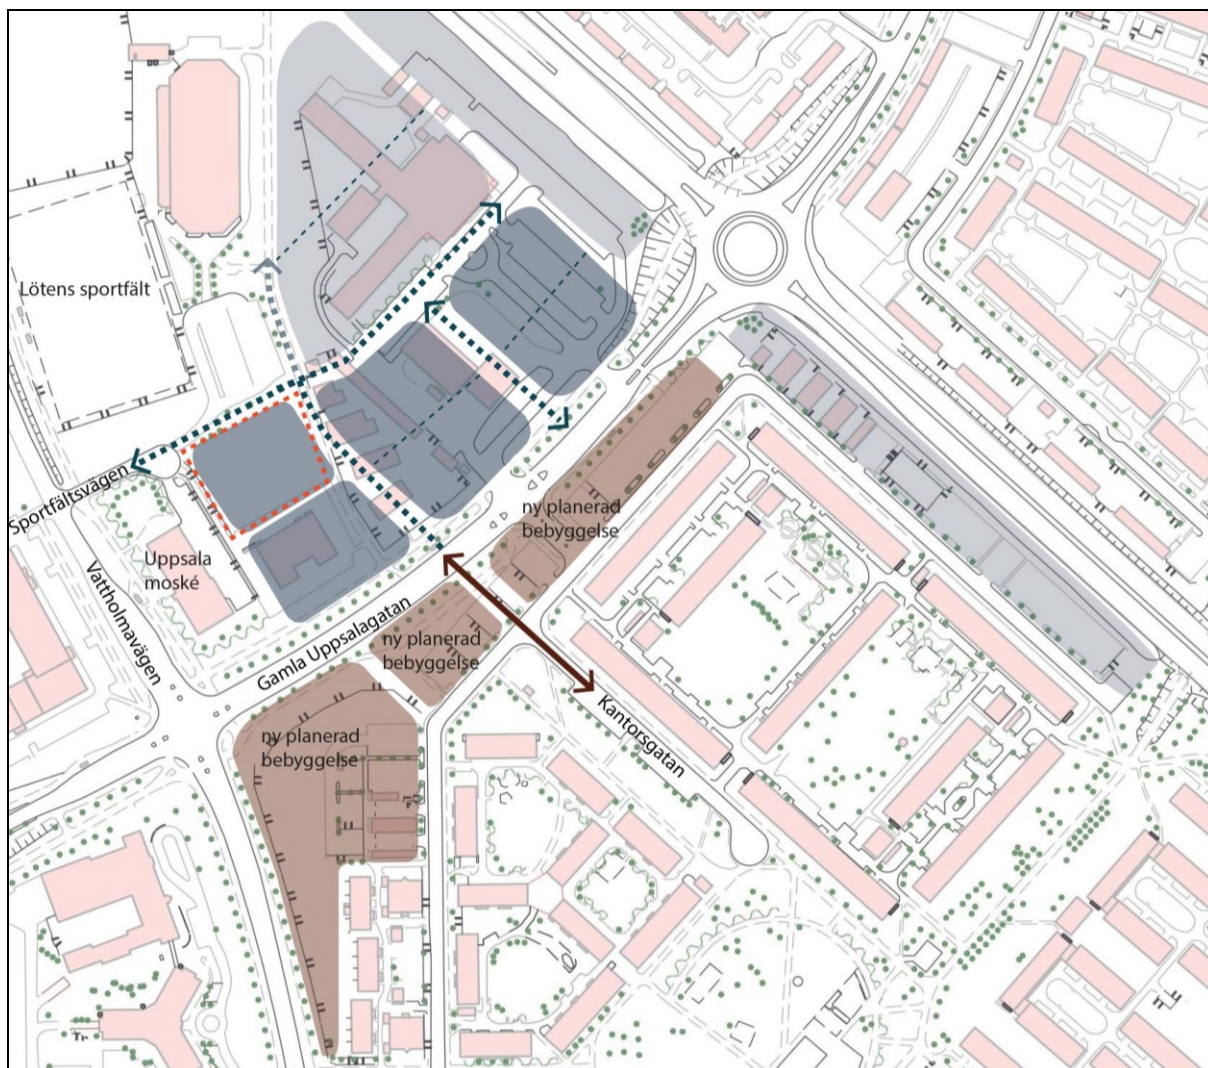 Lötens sportfält
Sportfältsvägen
Uppsala
moské
Vattholmavägen
Gamla Uppsalagatan
ny planerad
bebyggelse
ny planerad
bebyggelse
ny planerad
bebyggelse
Kantorsgatan